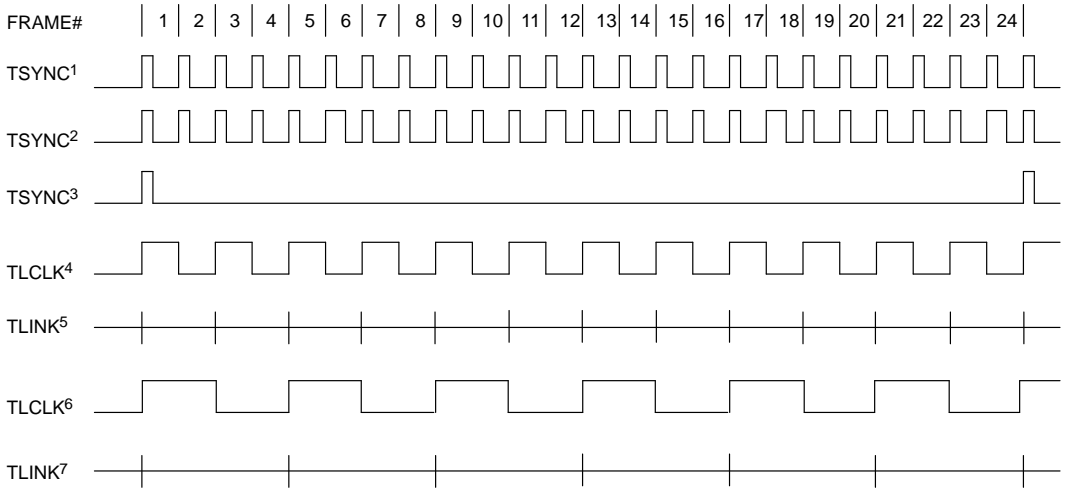 FRAME# 1 2 3 4 5 6 7 8 9 10 11 12 13 14 15 16 17 18 19 20 21 22 23 24
TSYNC1
TSYNC2
TSYNC3
TLCLK4
TLINK5
TLCLK6
TLINK7